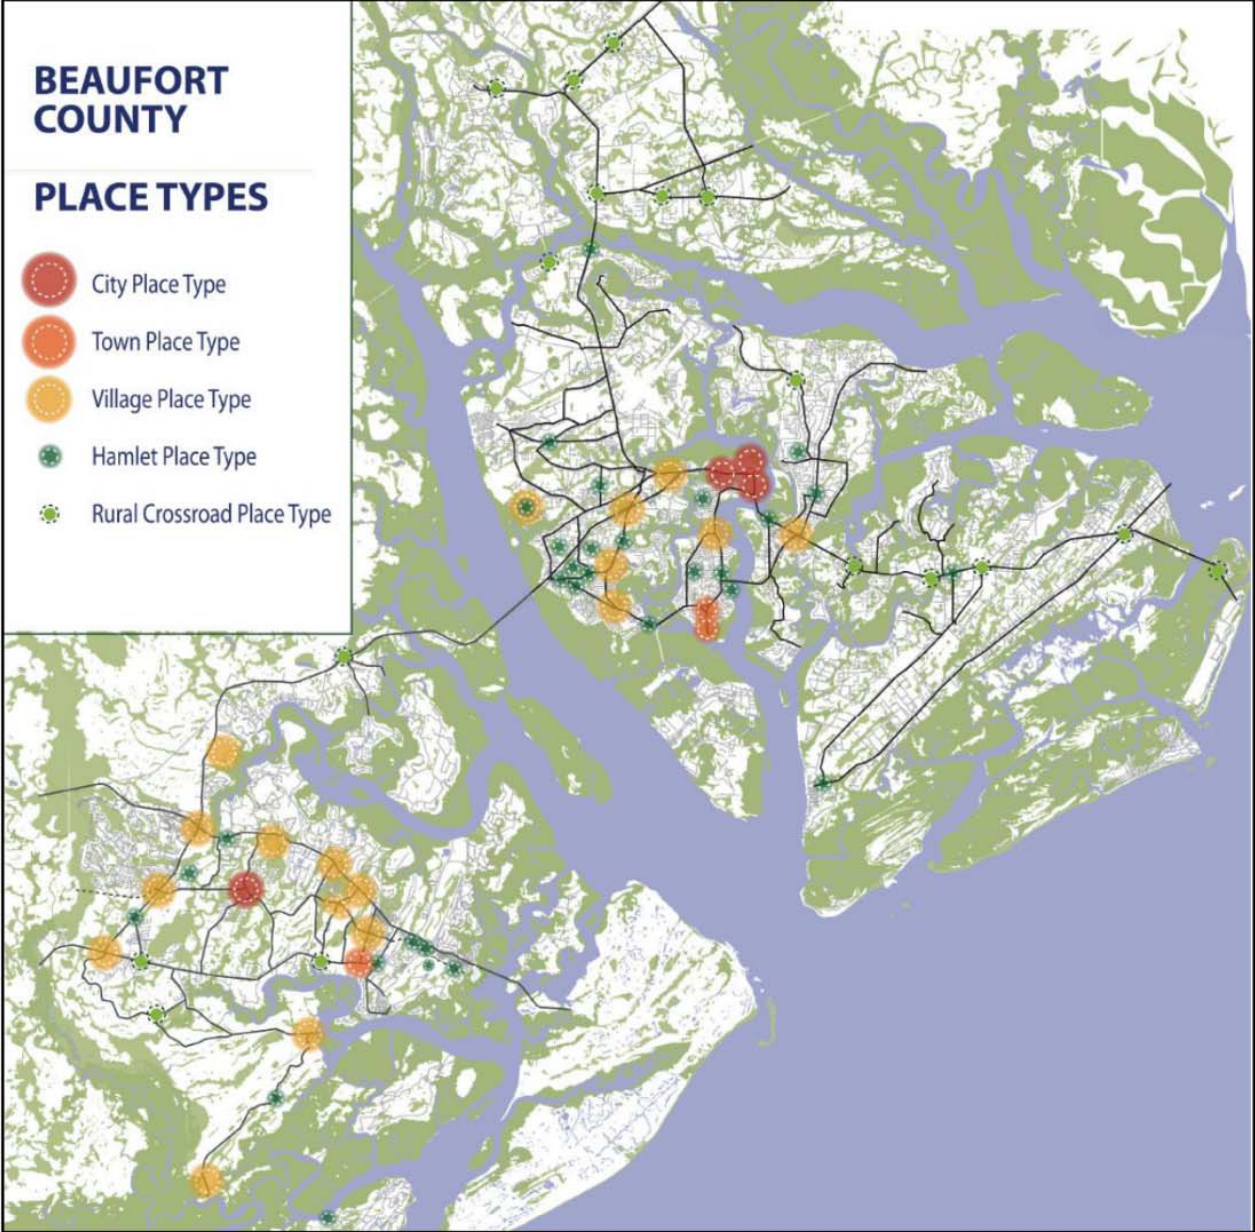 BEAUFORT
COUNTY
PLACE TYPES
City Place Type
Town Place Type
Village Place Type
Hamlet Place Type
Rural Crossroad Place Type